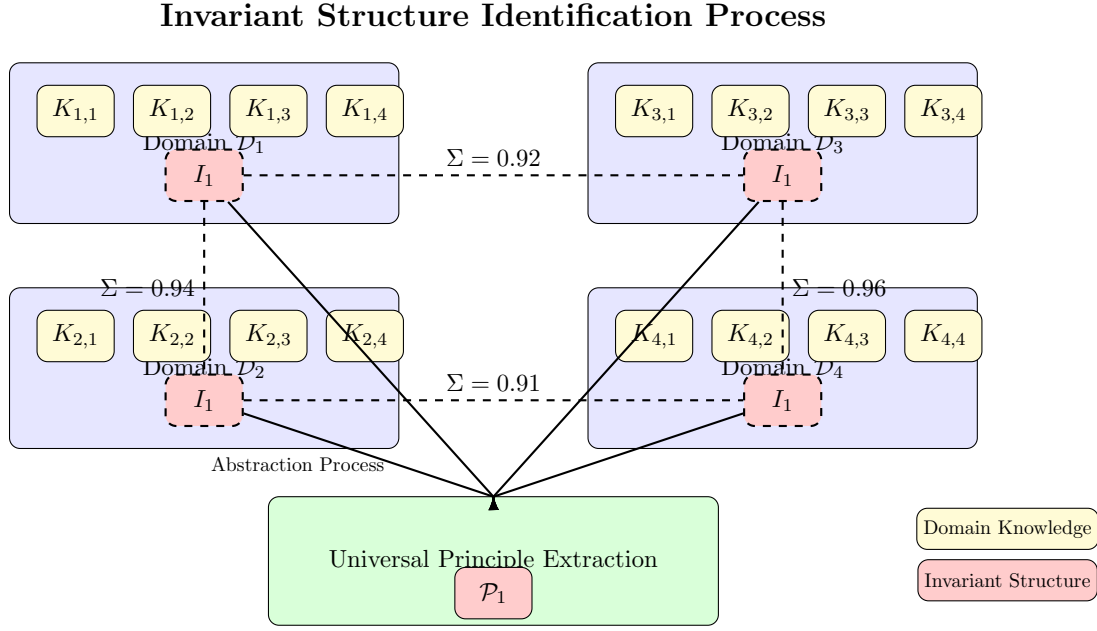 Invariant Structure Identification Process
K₁,₁ K₁,₂ K₁,₃ K₁,₄
Domain 𝒟₁
I₁
K₃,₁ K₃,₂ K₃,₃ K₃,₄
Domain 𝒟₃
I₁
Σ = 0.92
Σ = 0.94
Σ = 0.96
K₂,₁ K₂,₂ K₂,₃ K₂,₄
Domain 𝒟₂
I₁
K₄,₁ K₄,₂ K₄,₃ K₄,₄
Domain 𝒟₄
I₁
Σ = 0.91
Abstraction Process
Universal Principle Extraction
𝒫₁
Domain Knowledge
Invariant Structure